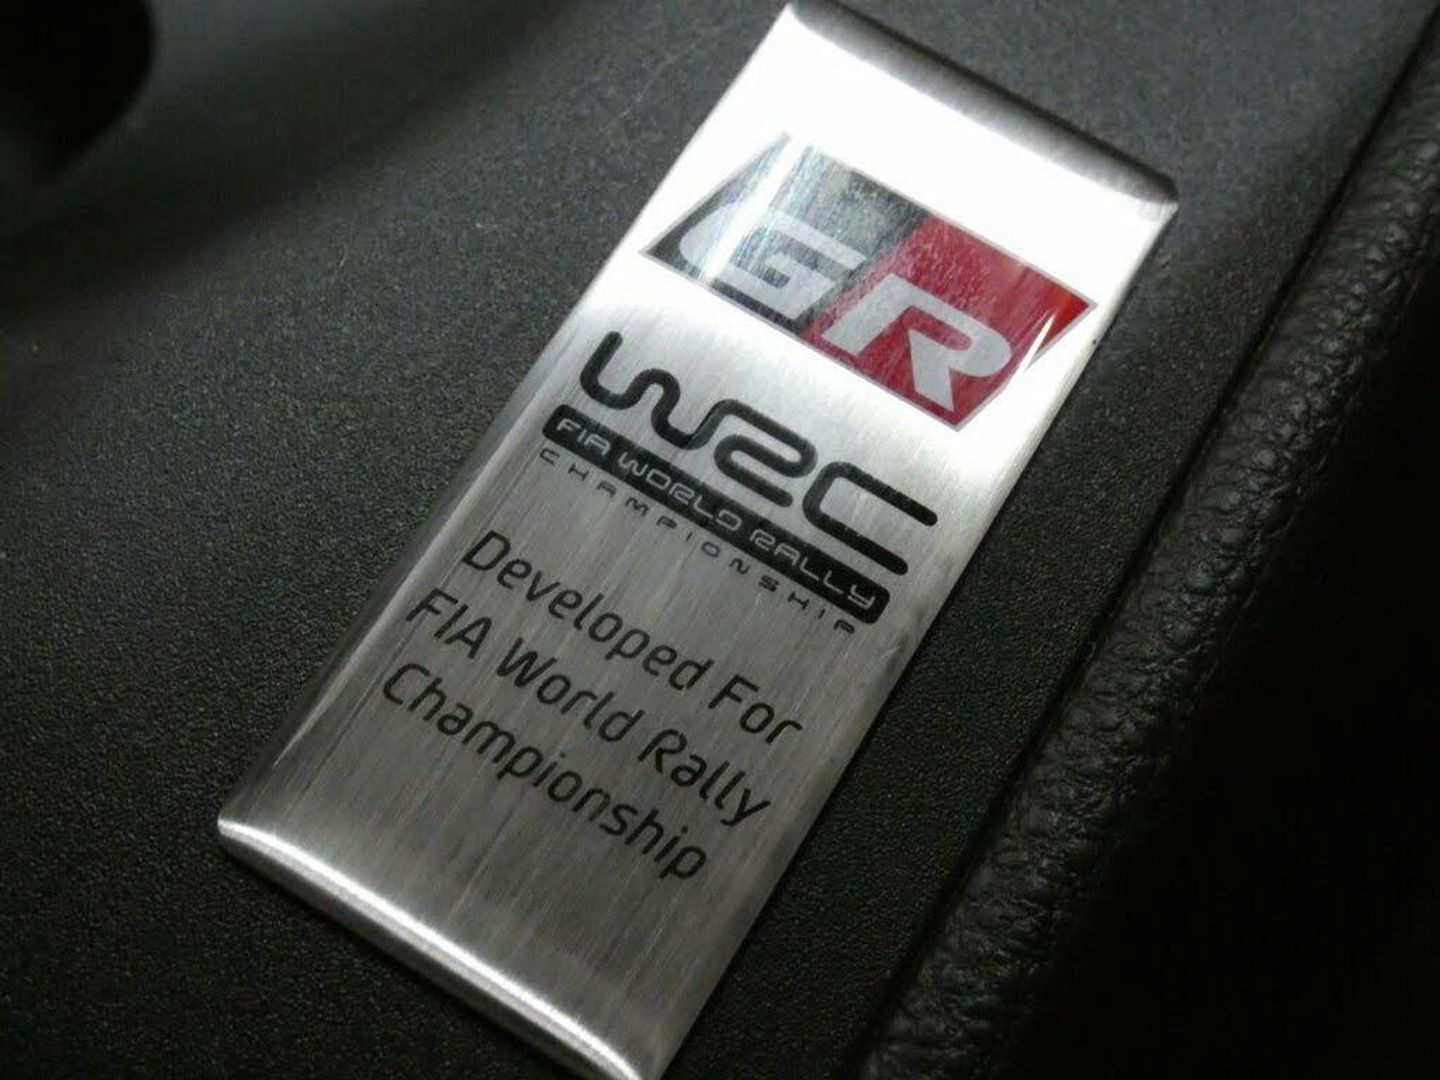 GR
WRC
FIA WORLD RALLY
CHAMPIONSHIP
Developed For
FIA World Rally
Championship